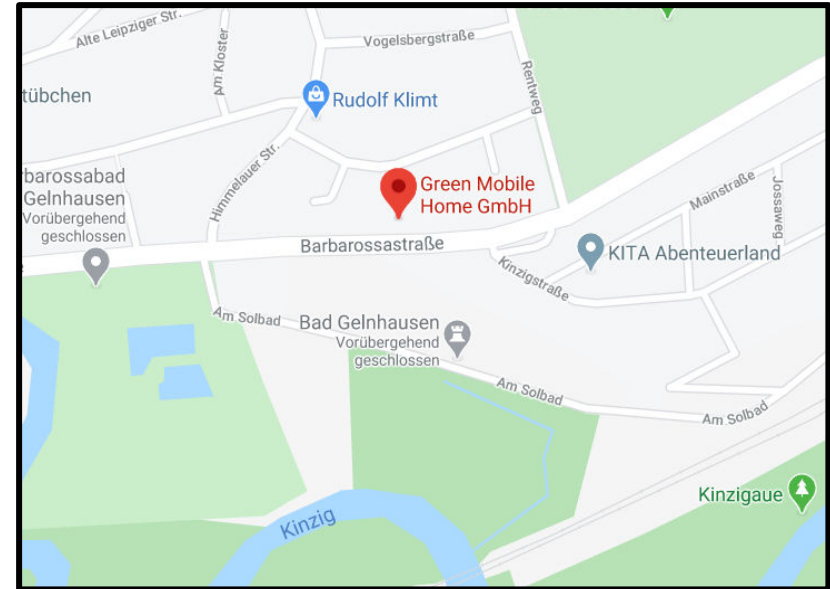 Alte Leipziger Str.
Am Kloster
Vogelsbergstraße
Rentweg
tübchen
Rudolf Klimt
Himmelauer Str.
rbarossabad
Gelnhausen
Vorübergehend
geschlossen
Green Mobile
Home GmbH
Mainstraße
Jossaweg
Barbarossastraße
Kinzigstraße
KITA Abenteuerland
Am Solbad
Bad Gelnhausen
Vorübergehend
geschlossen
Am Solbad
Am Solbad
Kinzigaue
Kinzig